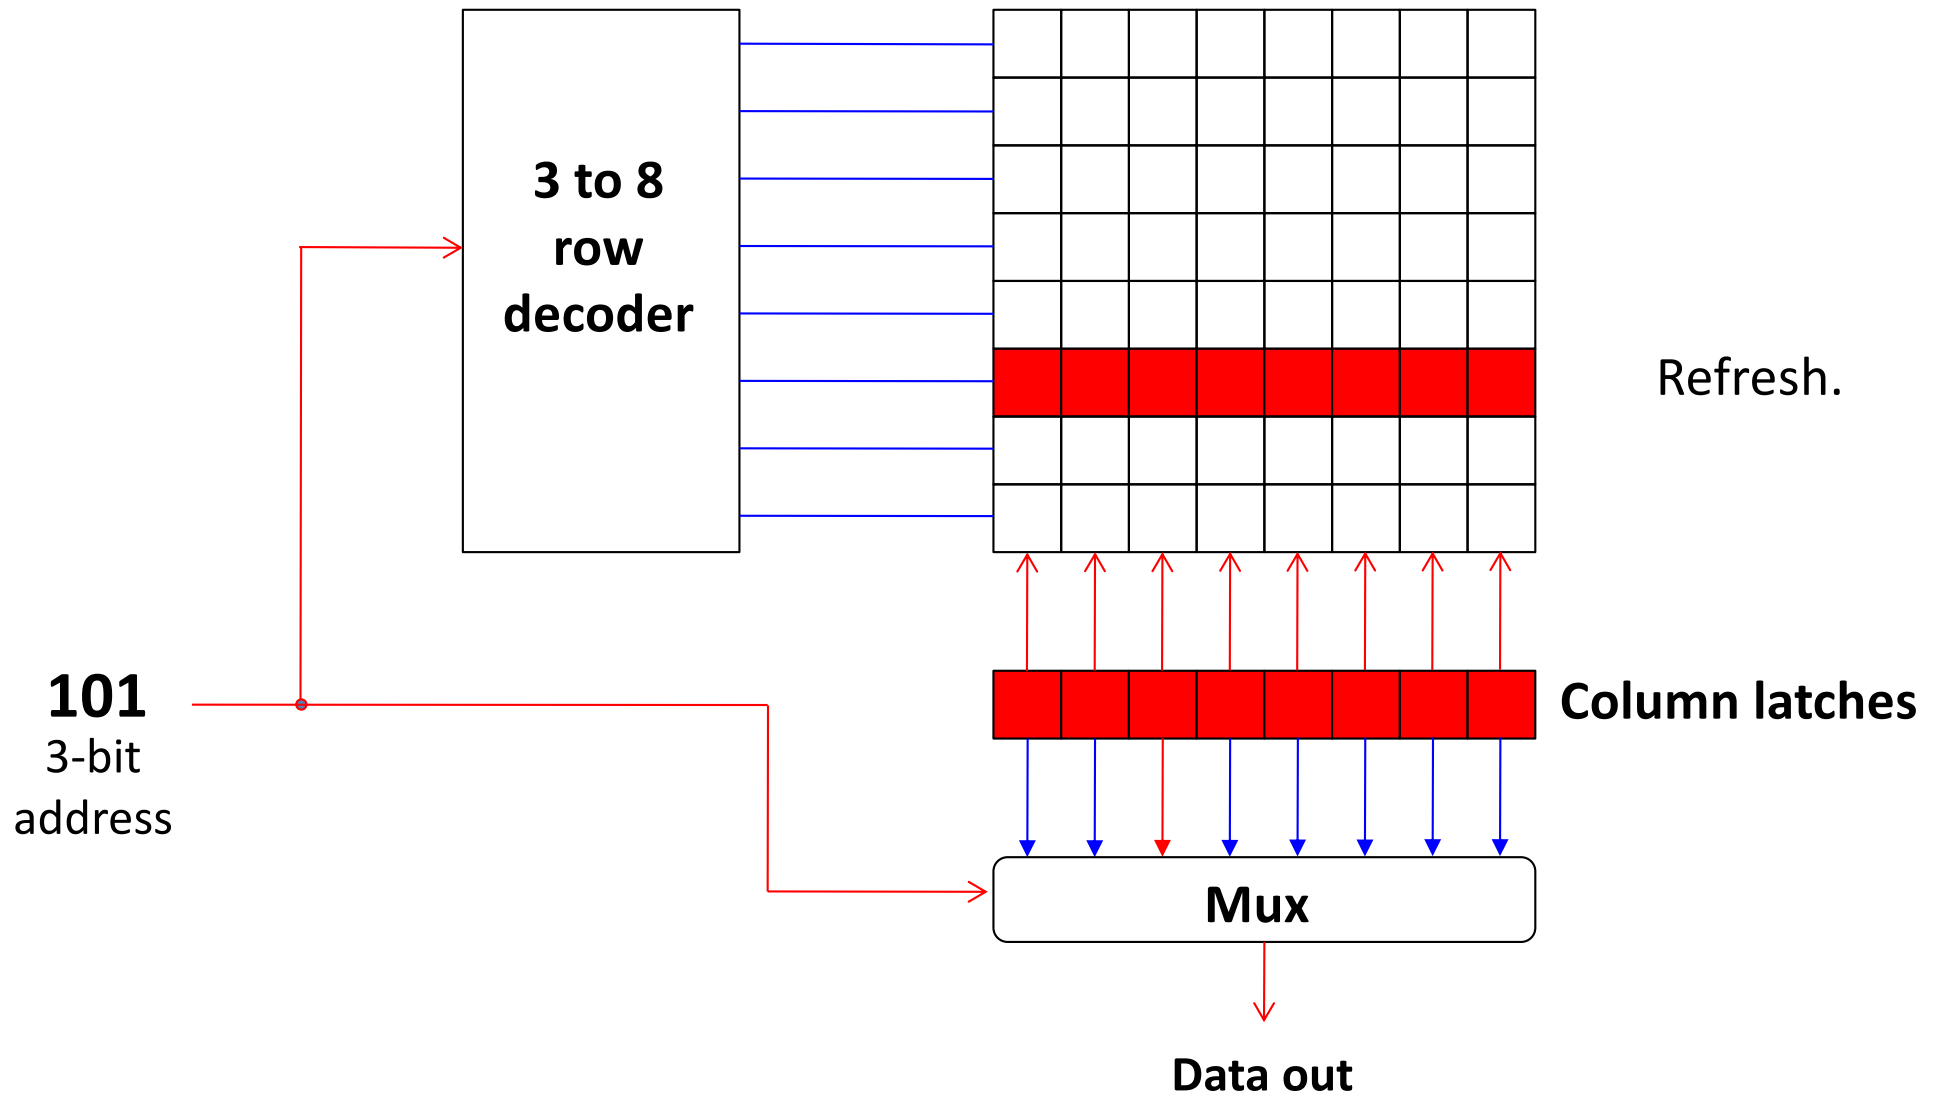 3 to 8
row
decoder
Refresh.
101
3-bit
address
Column latches
Mux
Data out